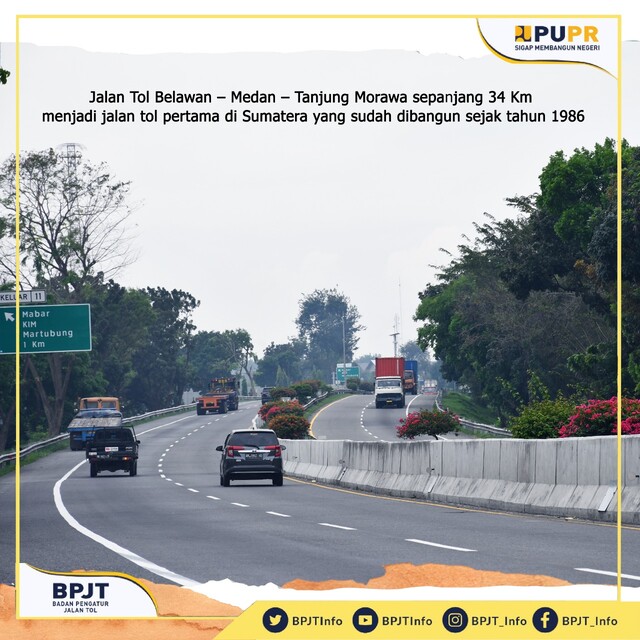 PUPR
SIGAP MEMBANGUN NEGERI
Jalan Tol Belawan – Medan – Tanjung Morawa sepanjang 34 Km
menjadi jalan tol pertama di Sumatera yang sudah dibangun sejak tahun 1986
KELUAR 11
Mabar
KIM
Martubung
1 Km
BPJT
BADAN PENGATUR
JALAN TOL
BPJTInfo
BPJTInfo
BPJT_Info
BPJT_Info